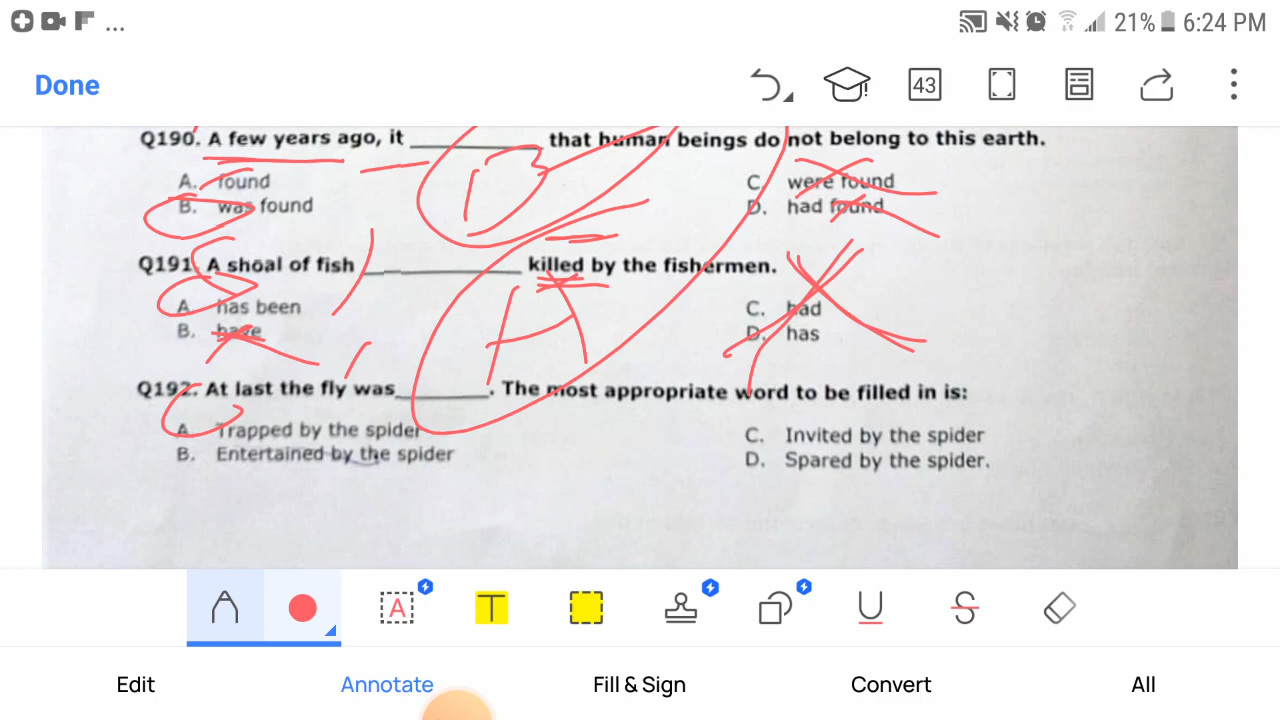 ... 21% 6:24 PM
Done 43
Q190. A few years ago, it __________ that human beings do not belong to this earth.
A. found C. were found
B. was found D. had found
Q191. A shoal of fish ____________ killed by the fishermen.
A. has been C. had
B. have D. has
A
Q192. At last the fly was_______. The most appropriate word to be filled in is:
A. Trapped by the spider C. Invited by the spider
B. Entertained by the spider D. Spared by the spider.
A T U S
Edit Annotate Fill & Sign Convert All